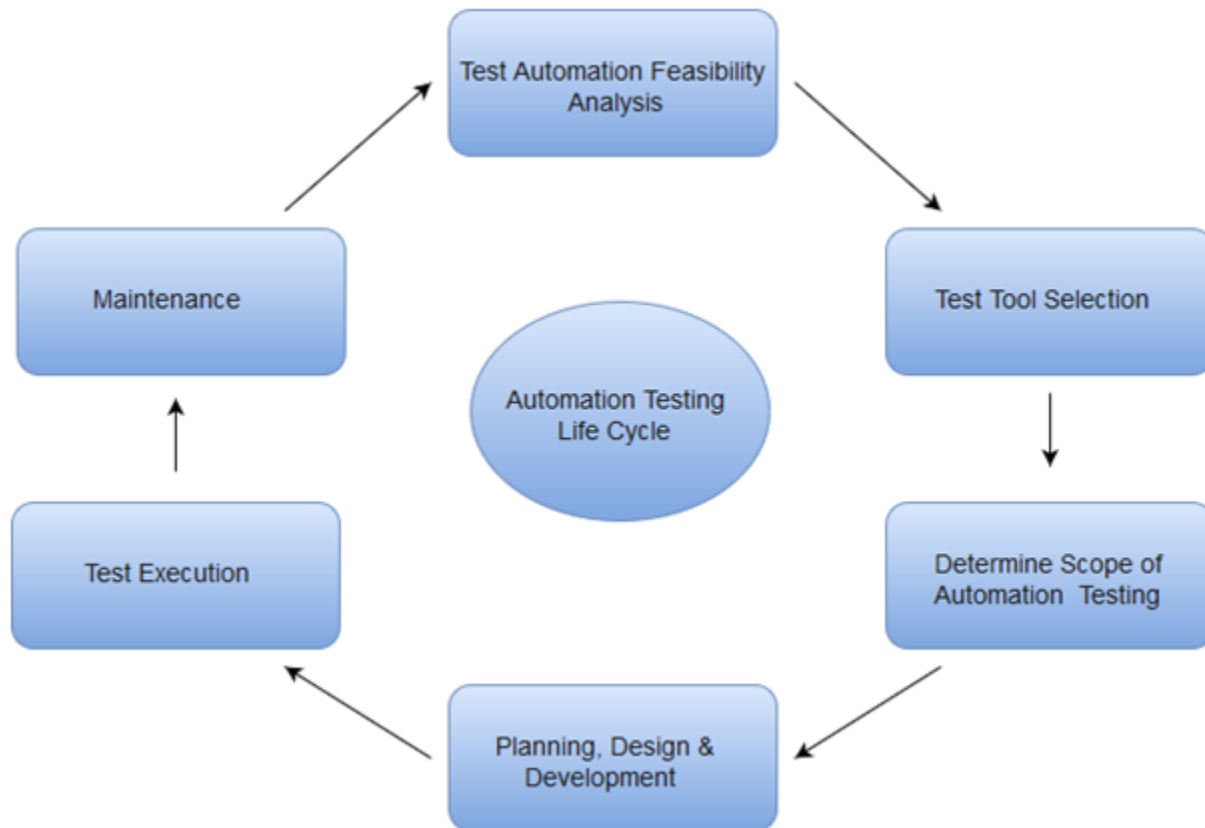 Test Automation Feasibility
Analysis
Test Tool Selection
Determine Scope of
Automation  Testing
Planning, Design &
Development
Test Execution
Maintenance
Automation Testing
Life Cycle